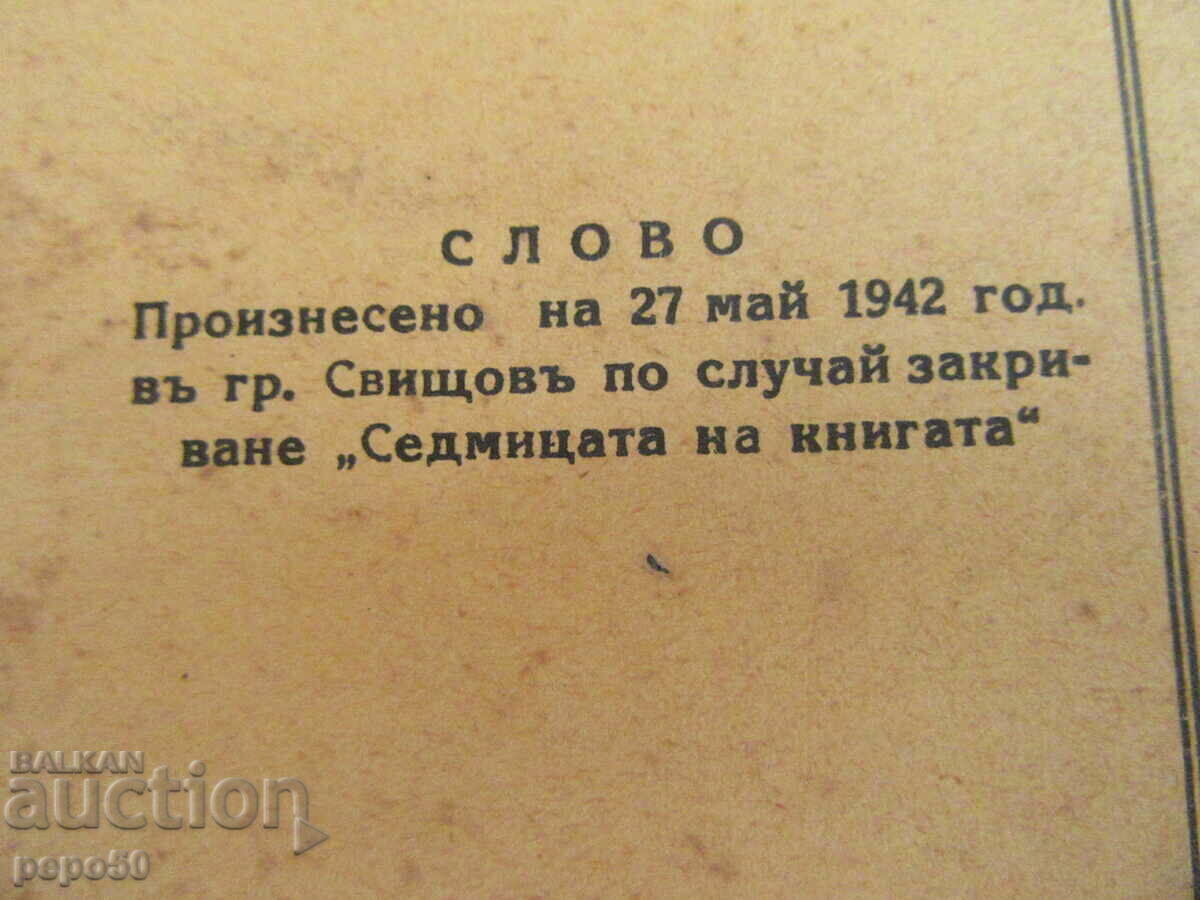 СЛОВО
Произнесено на 27 май 1942 год.
въ гр. Свищовъ по случай закри-
ване „Седмицата на книгата“
BALKAN
auction
pepo50